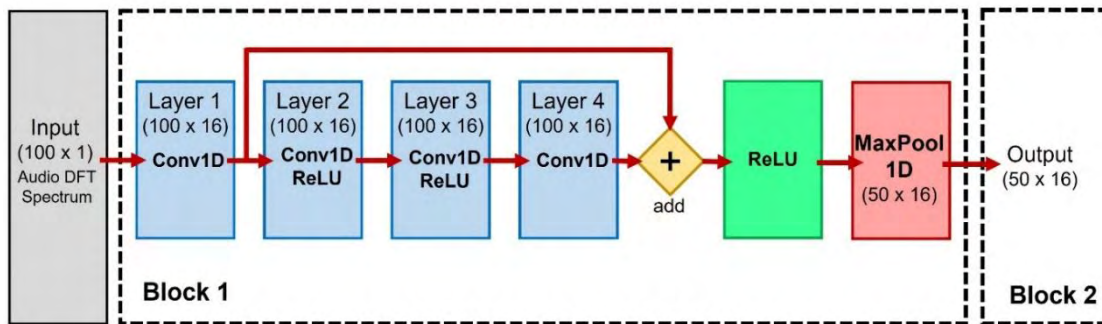 Input
(100 x 1)
Audio DFT
Spectrum
Layer 1
(100 x 16)
Conv1D
Layer 2
(100 x 16)
Conv1D
ReLU
Layer 3
(100 x 16)
Conv1D
ReLU
Layer 4
(100 x 16)
Conv1D
+
add
ReLU
MaxPool
1D
(50 x 16)
Block 1
Output
(50 x 16)
Block 2